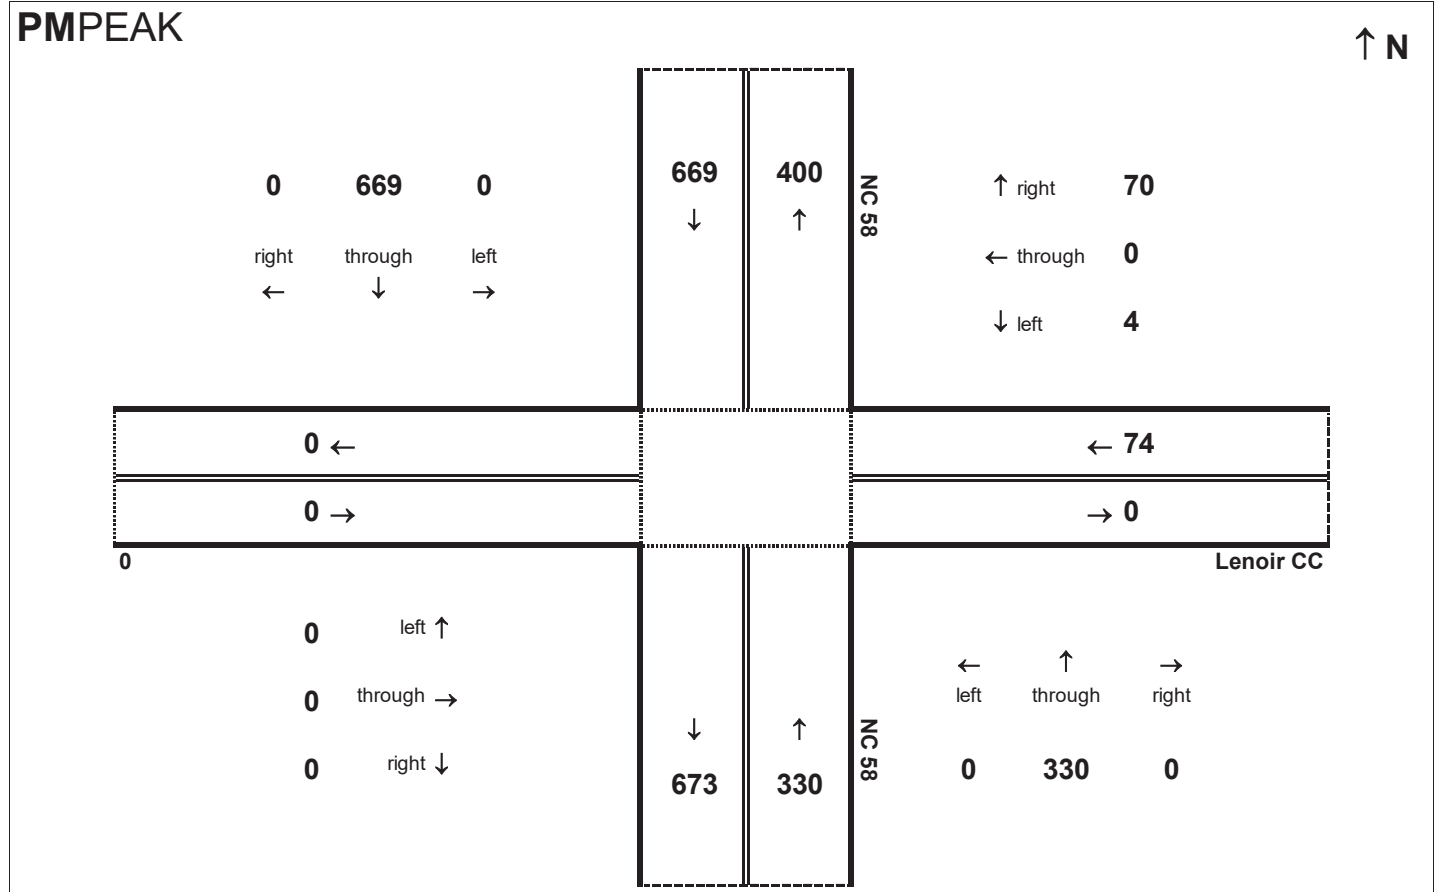 PMPEAK
↑ N
0 669 0
right through left
← ↓ →
669 400
↓ ↑
NC 58
↑ right 70
← through 0
↓ left 4
0 ←
0 →
← 74
→ 0
0
Lenoir CC
0 left ↑
0 through →
0 right ↓
↓ ↑
673 330
NC 58
← ↑ →
left through right
0 330 0